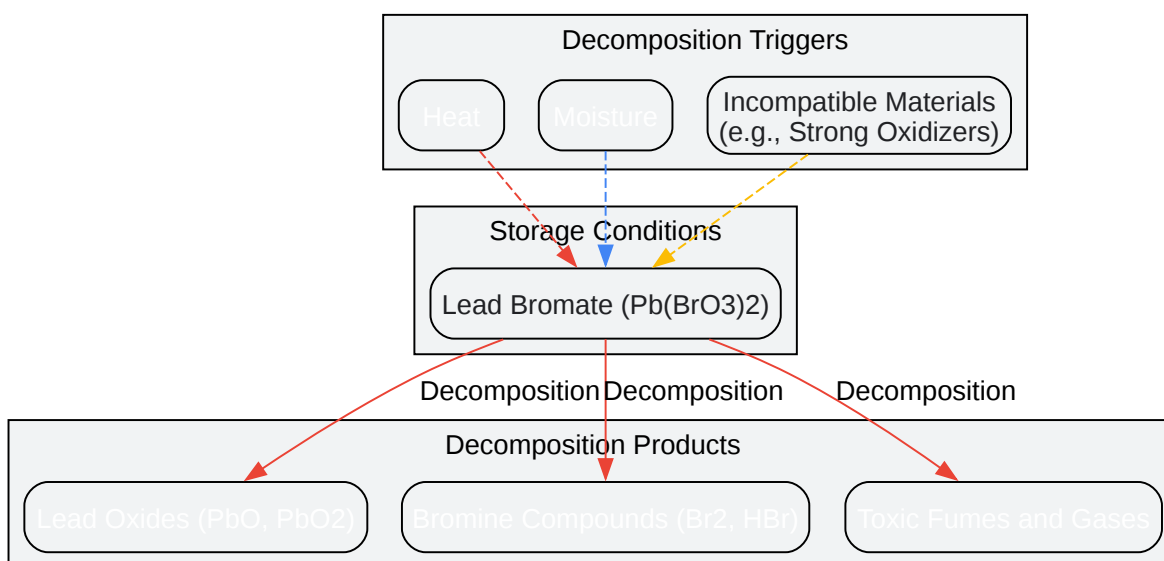 Decomposition Triggers
Heat
Moisture
Incompatible Materials
(e.g., Strong Oxidizers)
Storage Conditions
Lead Bromate (Pb(BrO3)2)
Decomposition
Decomposition
Decomposition
Decomposition Products
Lead Oxides (PbO, PbO2)
Bromine Compounds (Br2, HBr)
Toxic Fumes and Gases